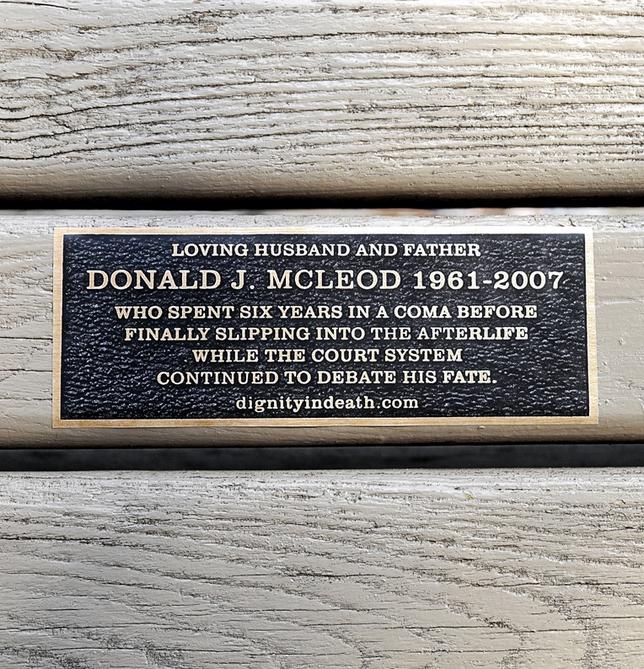 LOVING HUSBAND AND FATHER
DONALD J. MCLEOD 1961-2007
WHO SPENT SIX YEARS IN A COMA BEFORE
FINALLY SLIPPING INTO THE AFTERLIFE
WHILE THE COURT SYSTEM
CONTINUED TO DEBATE HIS FATE.
dignityindeath.com